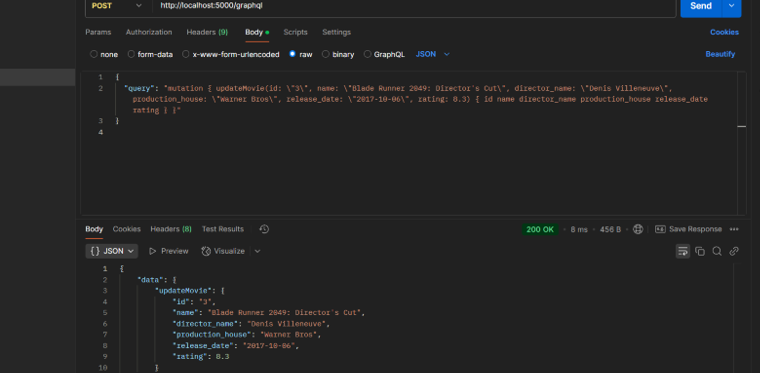 POST http://localhost:5000/graphql Send
Params Authorization Headers (9) Body Scripts Settings Cookies
none form-data x-www-form-urlencoded raw binary GraphQL JSON Beautify
1 {
2 "query": "mutation { updateMovie(id: \"3\", name: \"Blade Runner 2049: Director's Cut\", director_name: \"Denis Villeneuve\",
production_house: \"Warner Bros\", release_date: \"2017-10-06\", rating: 8.3) { id name director_name production_house release_date
rating } }"
3 }
4
Body Cookies Headers (8) Test Results 200 OK 8 ms 456 B Save Response
{} JSON Preview Visualize
1 {
2 "data": {
3 "updateMovie": {
4 "id": "3",
5 "name": "Blade Runner 2049: Director's Cut",
6 "director_name": "Denis Villeneuve",
7 "production_house": "Warner Bros",
8 "release_date": "2017-10-06",
9 "rating": 8.3
10 }